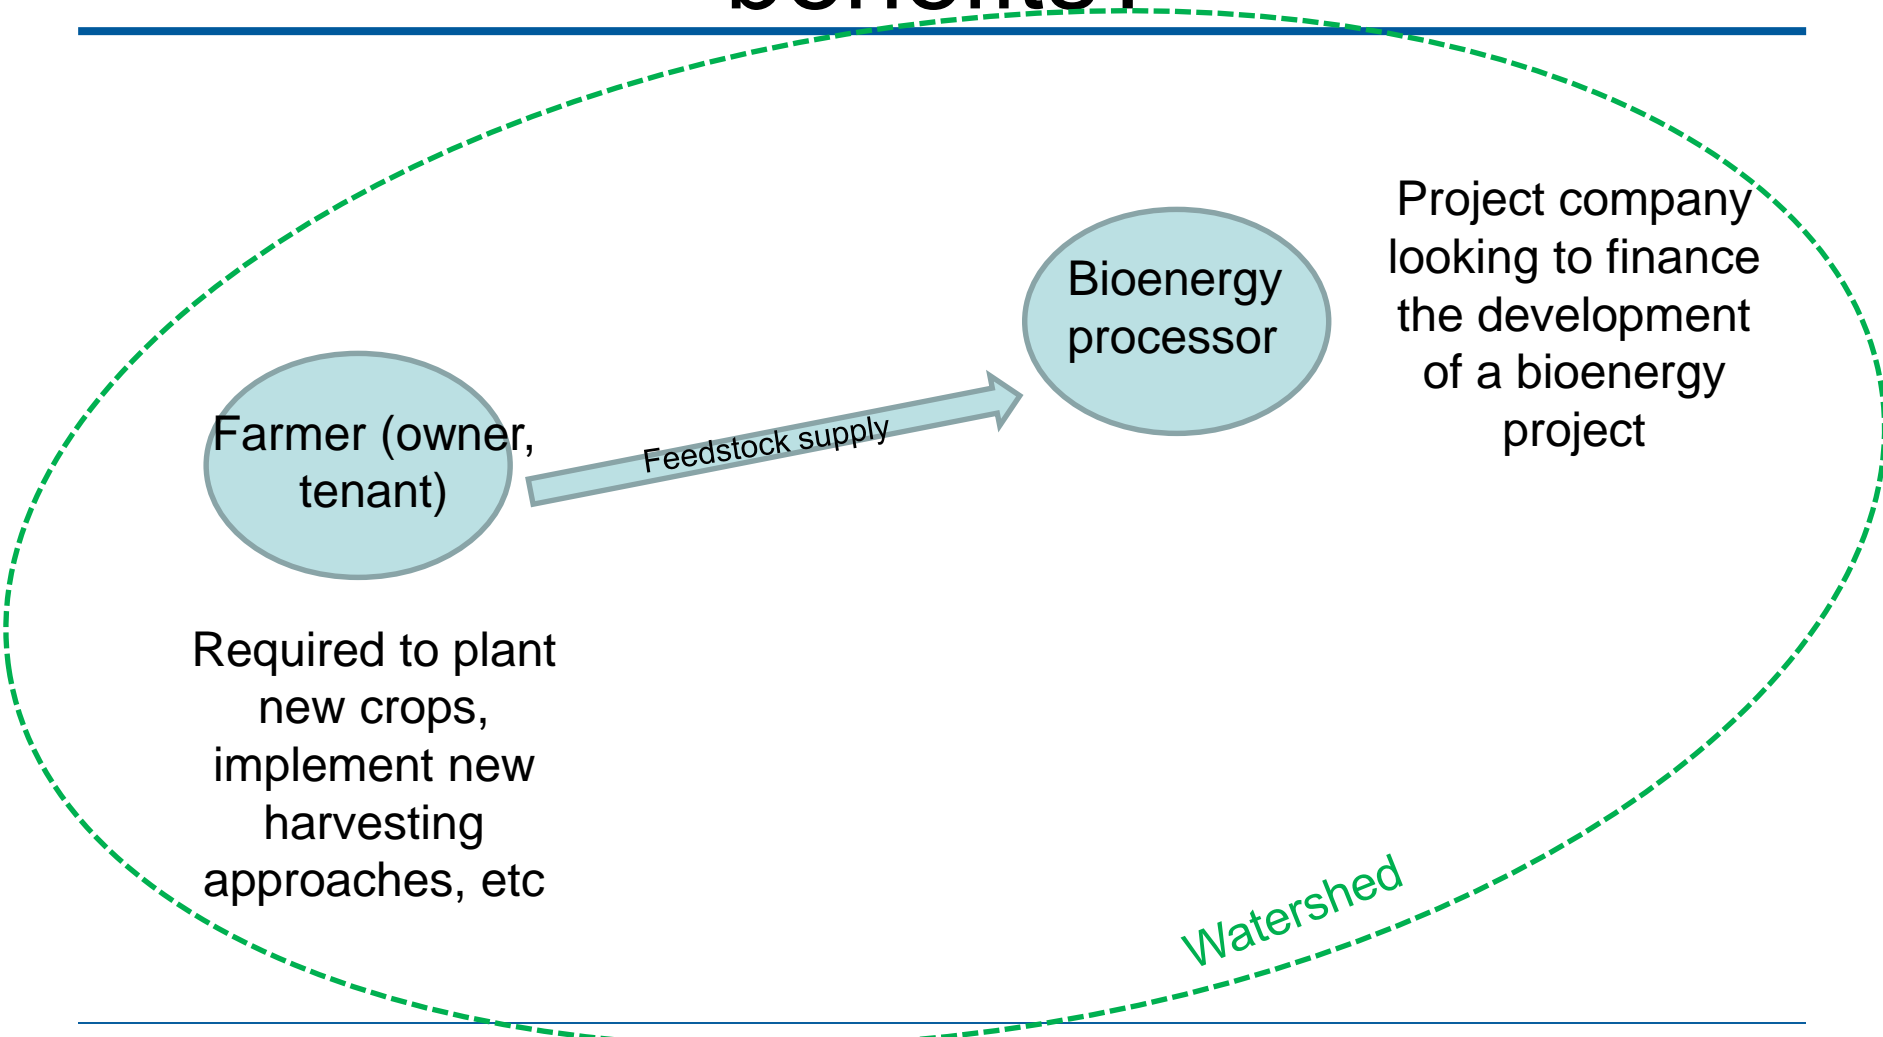 benefits?
Project company
looking to finance
the development
of a bioenergy
project
Bioenergy
processor
Farmer (owner,
tenant)
Feedstock supply
Required to plant
new crops,
implement new
harvesting
approaches, etc
Watershed